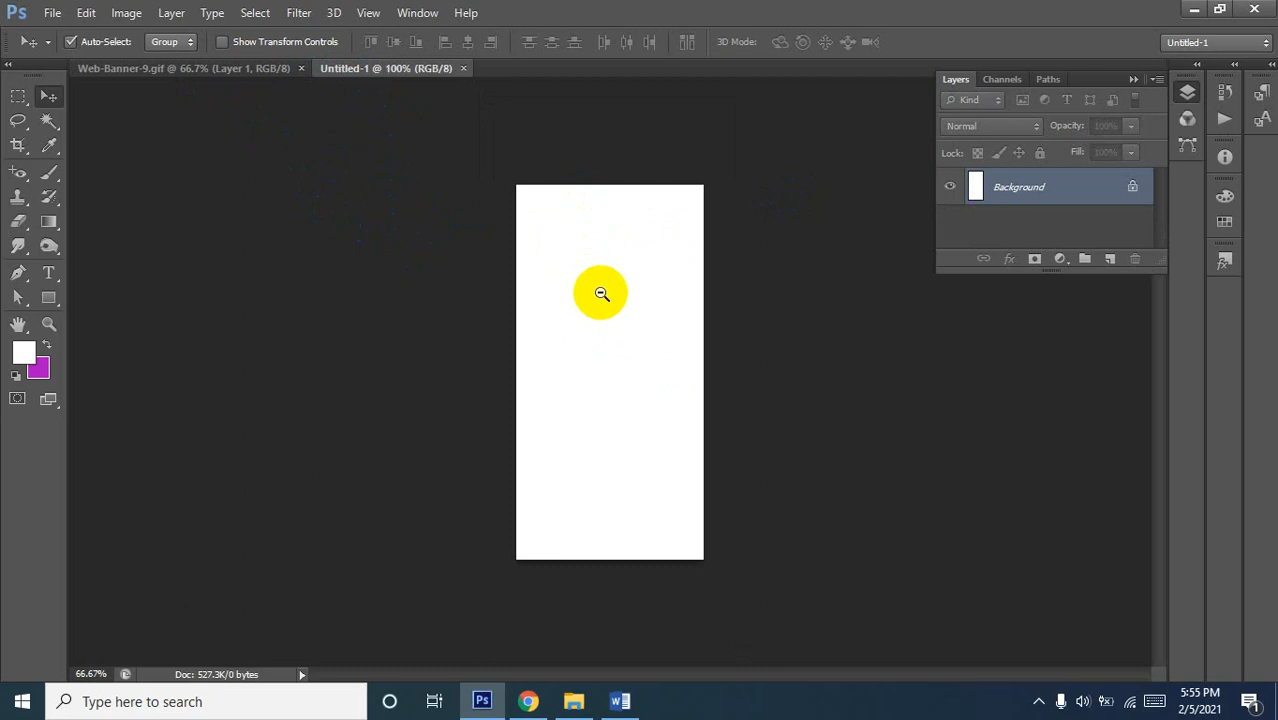 Ps File Edit Image Layer Type Select Filter 3D View Window Help
Auto-Select: Group Show Transform Controls 3D Mode: Untitled-1
Web-Banner-9.gif @ 66.7% (Layer 1, RGB/8) × Untitled-1 @ 100% (RGB/8) ×
Layers Channels Paths
Kind
Normal Opacity: 100%
Lock: Fill: 100%
Background
66.67% Doc: 527.3K/0 bytes
Type here to search
5:55 PM
2/5/2021